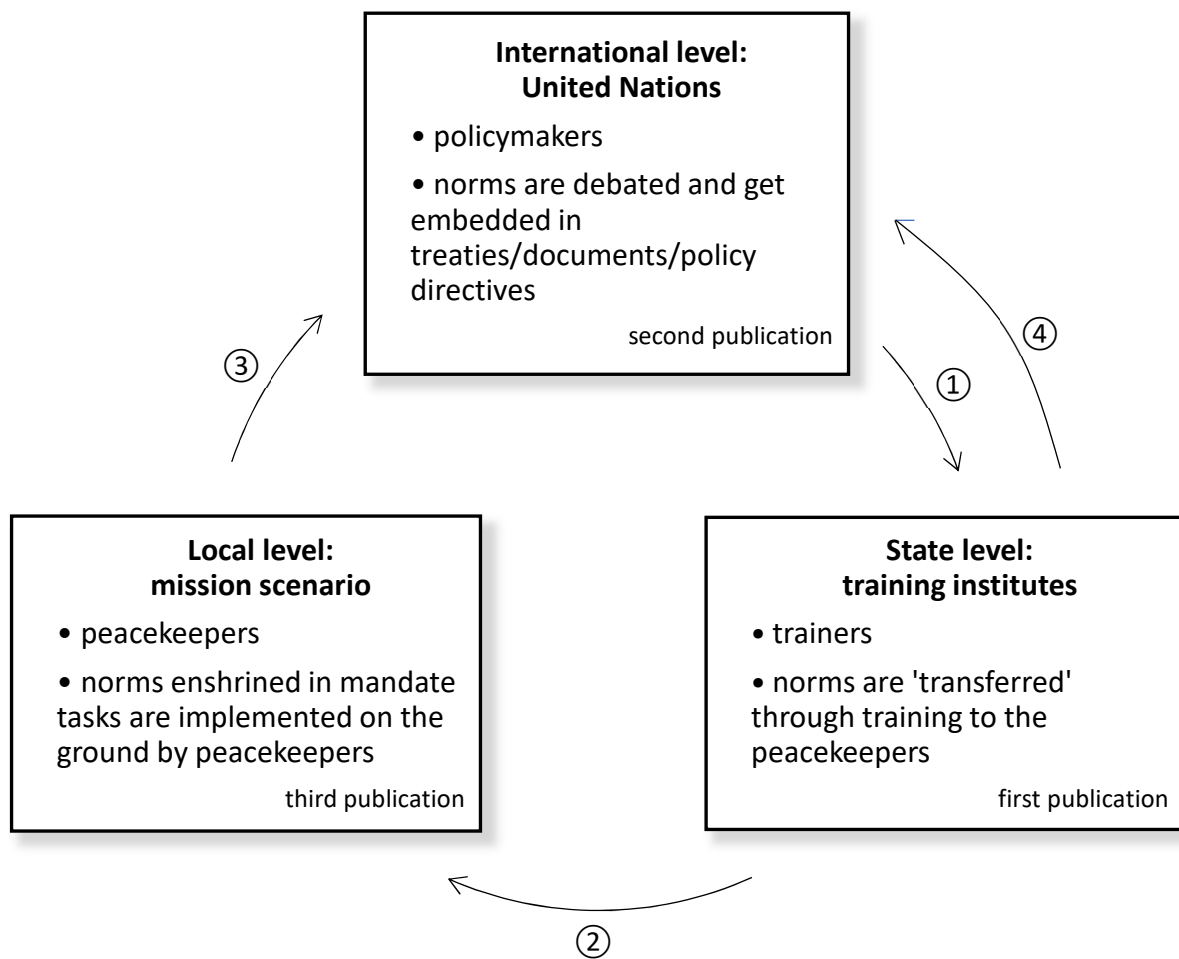 International level:
United Nations
• policymakers
• norms are debated and get
embedded in
treaties/documents/policy
directives
second publication
③
④
①
Local level:
mission scenario
• peacekeepers
• norms enshrined in mandate
tasks are implemented on the
ground by peacekeepers
third publication
State level:
training institutes
• trainers
• norms are 'transferred'
through training to the
peacekeepers
first publication
②